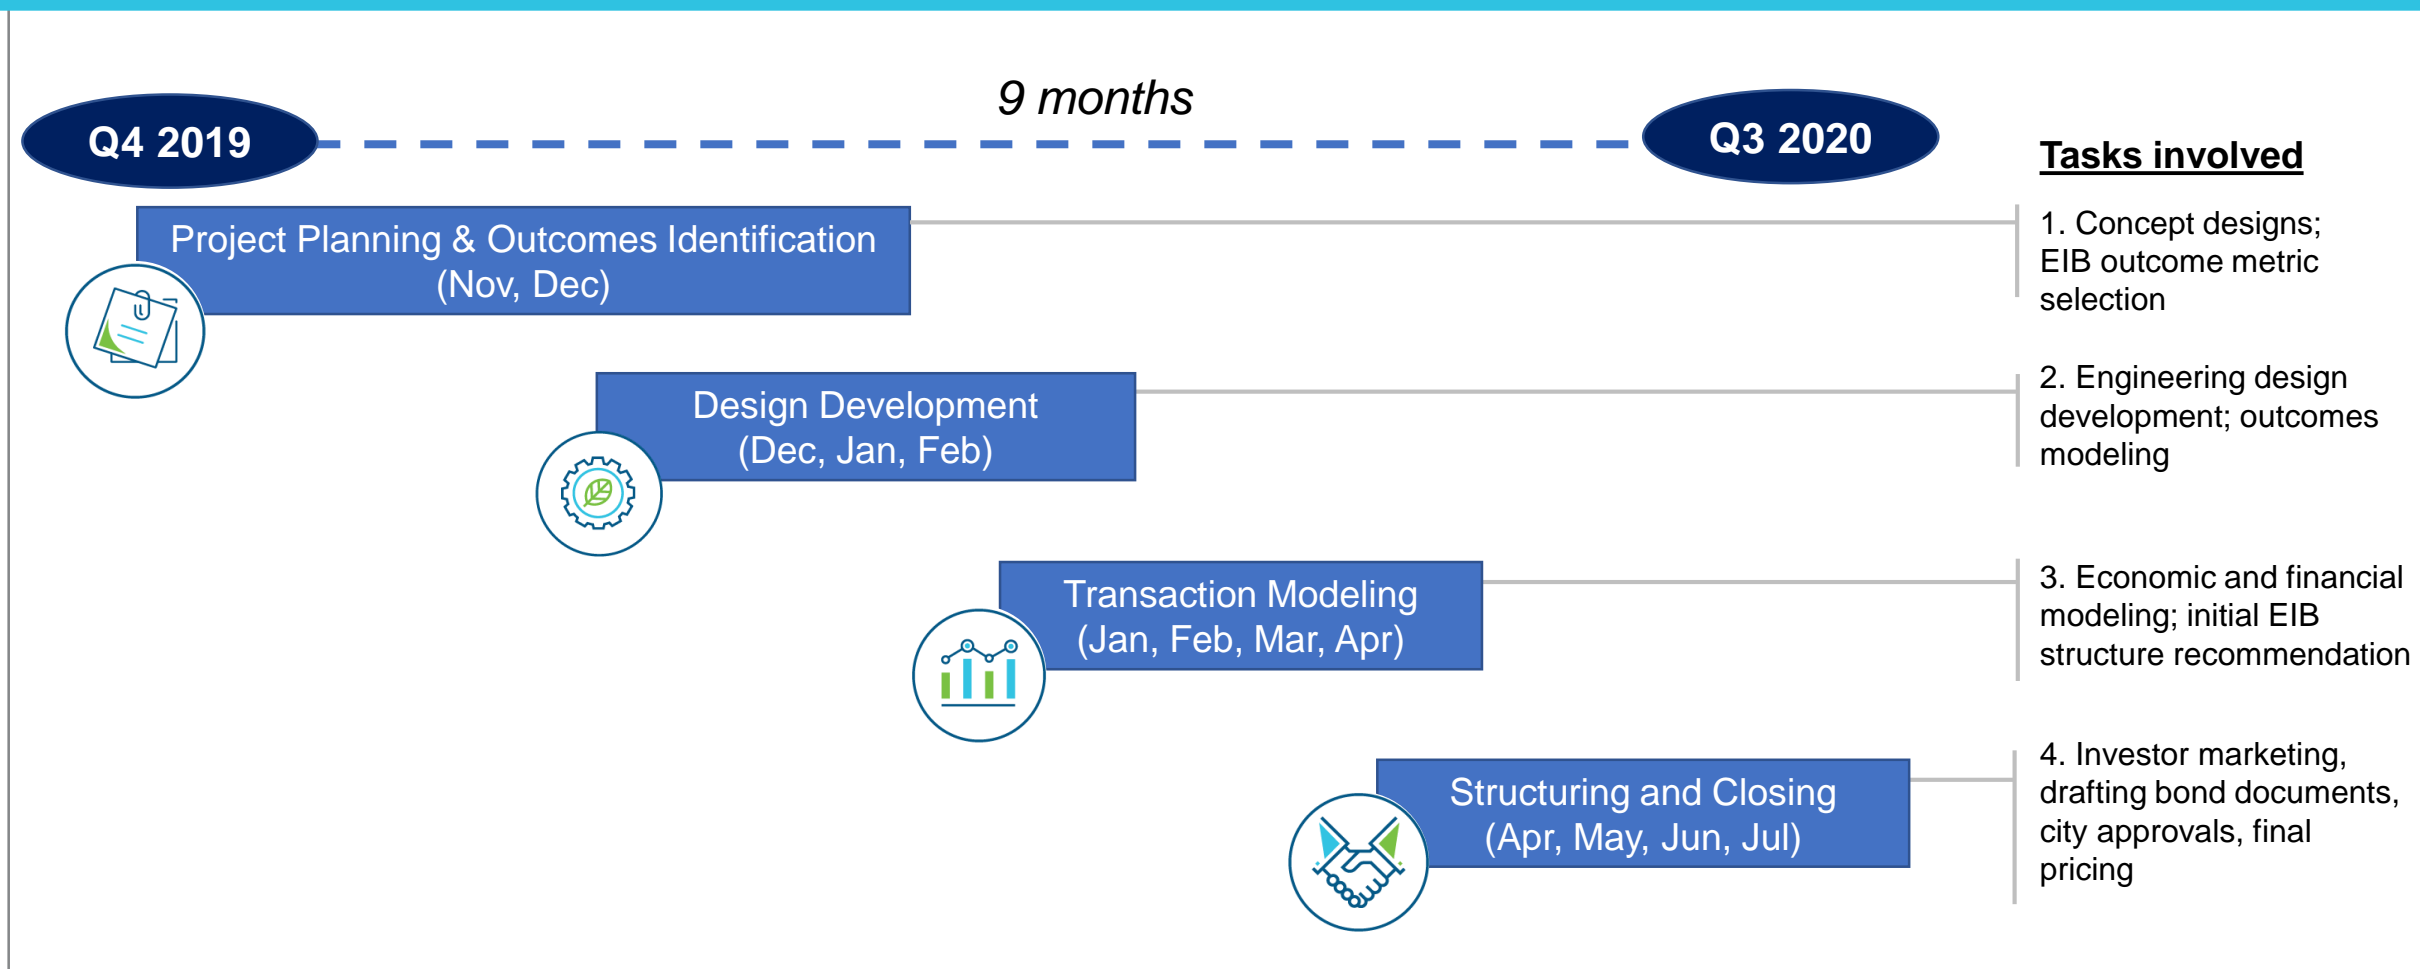 9 months
Q4 2019
Q3 2020
Tasks involved
Project Planning & Outcomes Identification
(Nov, Dec)
1. Concept designs;
EIB outcome metric
selection
Design Development
(Dec, Jan, Feb)
2. Engineering design
development; outcomes
modeling
Transaction Modeling
(Jan, Feb, Mar, Apr)
3. Economic and financial
modeling; initial EIB
structure recommendation
Structuring and Closing
(Apr, May, Jun, Jul)
4. Investor marketing,
drafting bond documents,
city approvals, final
pricing